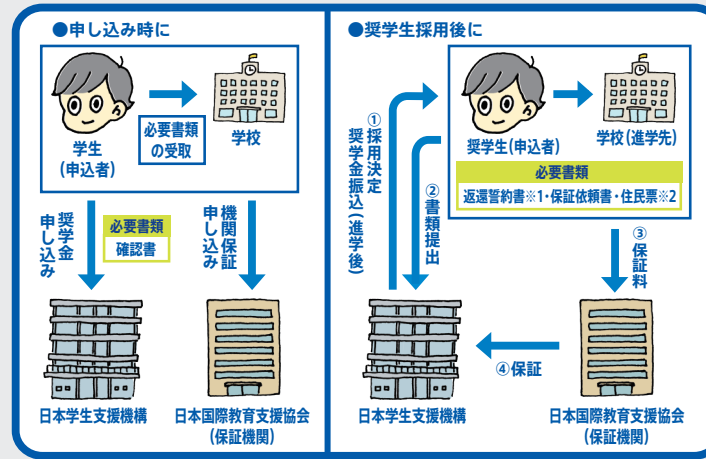 ●申し込み時に
学生
(申込者)
必要書類
の受取
学校
奨学金
申し込み
必要書類
確認書
機関保証
申し込み
日本学生支援機構
日本国際教育支援協会
(保証機関)
●奨学生採用後に
①採用決定
奨学金振込(進学後)
②書類提出
奨学生(申込者)
学校(進学先)
必要書類
返還誓約書※1・保証依頼書・住民票※2
③保証料
④保証
日本学生支援機構
日本国際教育支援協会
(保証機関)